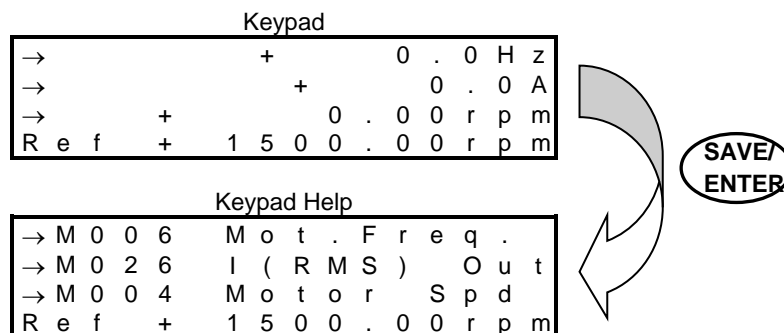 Keypad
→ + 0.0Hz
→ + 0.0A
→ + 0.00rpm
Ref + 1500.00rpm
SAVE/
ENTER
Keypad Help
→M006 Mot.Freq.
→M026 I(RMS) Out
→M004 Motor Spd
Ref + 1500.00rpm